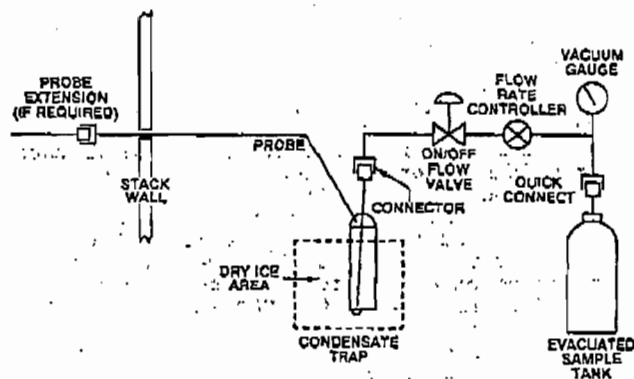 PROBE
EXTENSION
(IF REQUIRED)
STACK
WALL
PROBE
VACUUM
GAUGE
FLOW
RATE
CONTROLLER
ON/OFF
FLOW
VALVE
CONNECTOR
QUICK
CONNECT
DRY ICE
AREA
CONDENSATE
TRAP
EVACUATED
SAMPLE
TANK